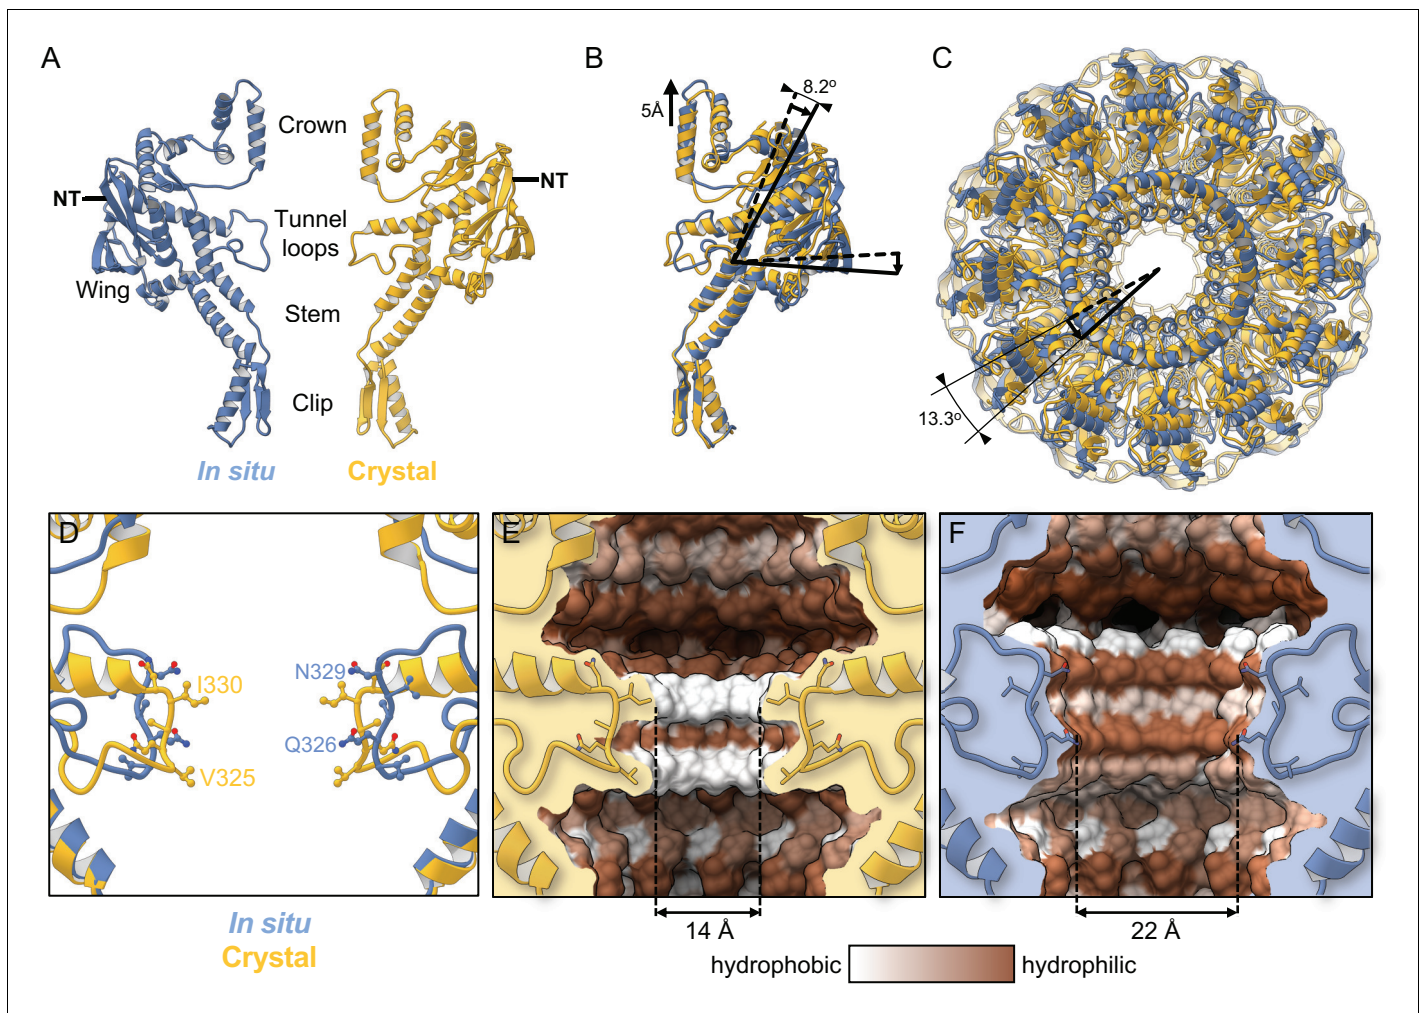 A
B
C
NT
Crown
NT
Tunnel
loops
Wing
Stem
Clip
In situ
Crystal
5Å
8.2°
13.3°
D
N329
I330
Q326
V325
In situ
Crystal
E
14 Å
F
22 Å
hydrophobic
hydrophilic